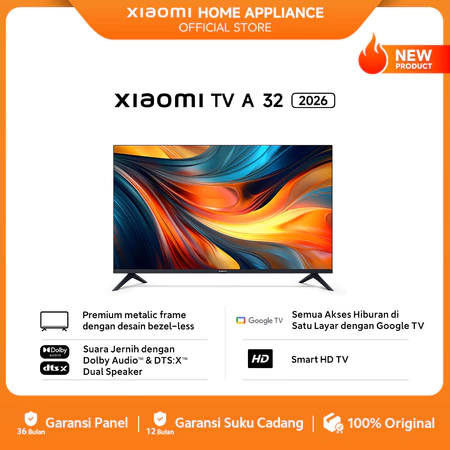 xiaomi HOME APPLIANCE
OFFICIAL STORE
NEW
PRODUCT
xiaomi TV A 32 2026
Premium metalic frame
dengan desain bezel-less
Google TV
Semua Akses Hiburan di
Satu Layar dengan Google TV
Dolby
AUDIO
dts X
Suara Jernih dengan
Dolby Audio™ & DTS:X™
Dual Speaker
HD
Smart HD TV
36 Bulan
Garansi Panel
12 Bulan
Garansi Suku Cadang
100% Original